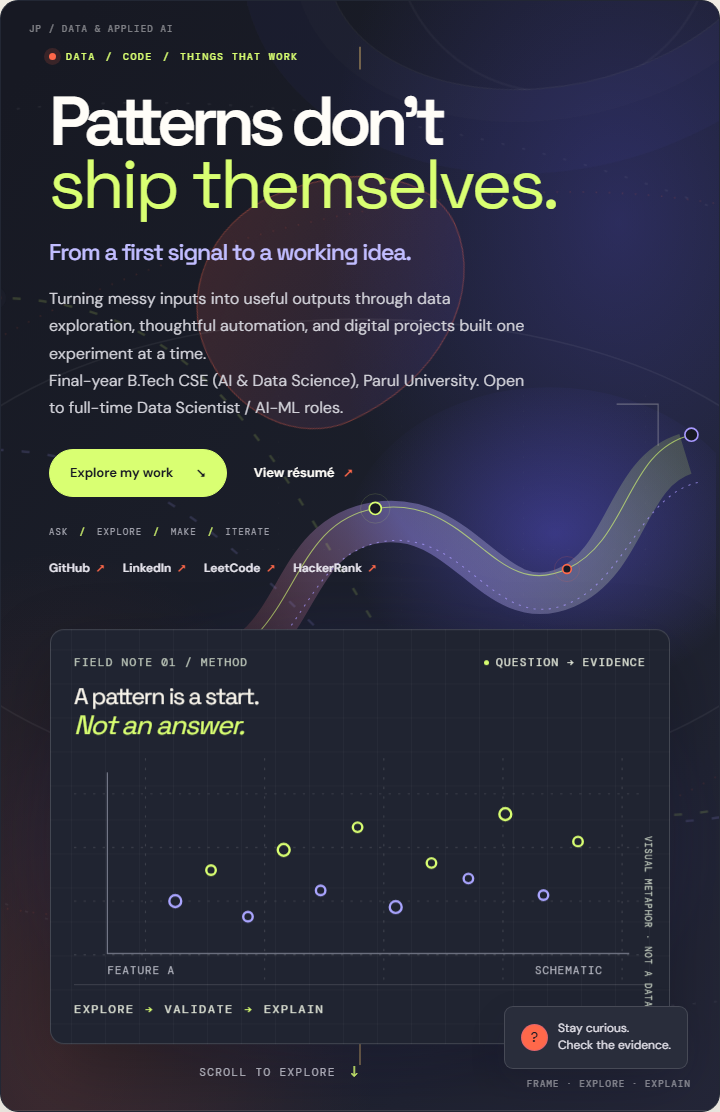 JP / DATA & APPLIED AI
DATA / CODE / THINGS THAT WORK
Patterns don’t
ship themselves.
From a first signal to a working idea.
Turning messy inputs into useful outputs through data
exploration, thoughtful automation, and digital projects built one
experiment at a time.
Final-year B.Tech CSE (AI & Data Science), Parul University. Open
to full-time Data Scientist / AI-ML roles.
Explore my work ↘
View résumé ↗
ASK / EXPLORE / MAKE / ITERATE
GitHub ↗ LinkedIn ↗ LeetCode ↗ HackerRank ↗
FIELD NOTE 01 / METHOD
QUESTION → EVIDENCE
A pattern is a start.
Not an answer.
VISUAL METAPHOR · NOT A DATA
FEATURE A
SCHEMATIC
EXPLORE → VALIDATE → EXPLAIN
?
Stay curious.
Check the evidence.
SCROLL TO EXPLORE ↓
FRAME · EXPLORE · EXPLAIN